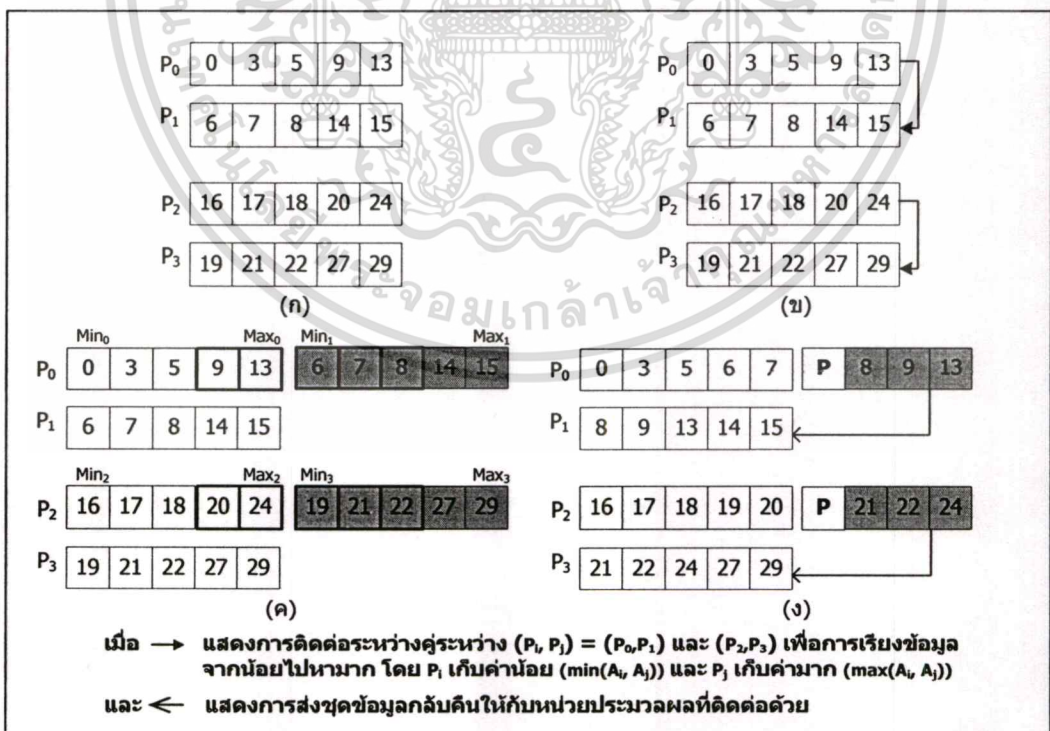 P₀ 0 3 5 9 13
P₁ 6 7 8 14 15
P₂ 16 17 18 20 24
P₃ 19 21 22 27 29
(ก)
P₀ 0 3 5 9 13
P₁ 6 7 8 14 15
P₂ 16 17 18 20 24
P₃ 19 21 22 27 29
(ข)
Min₀ Max₀ Min₁ Max₁
P₀ 0 3 5 9 13 6 7 8 14 15
P₁ 6 7 8 14 15
Min₂ Max₂ Min₃ Max₃
P₂ 16 17 18 20 24 19 21 22 27 29
P₃ 19 21 22 27 29
(ค)
P₀ 0 3 5 6 7 P 8 9 13
P₁ 8 9 13 14 15
P₂ 16 17 18 19 20 P 21 22 24
P₃ 21 22 24 27 29
(ง)
เมื่อ → แสดงการติดต่อระหว่างคู่ระหว่าง (Pᵢ, Pⱼ) = (P₀,P₁) และ (P₂,P₃) เพื่อการเรียงข้อมูล
จากน้อยไปหามาก โดย Pᵢ เก็บค่าน้อย (min(Aᵢ, Aⱼ)) และ Pⱼ เก็บค่ามาก (max(Aᵢ, Aⱼ))
และ ← แสดงการส่งชุดข้อมูลกลับคืนให้กับหน่วยประมวลผลที่ติดต่อด้วย